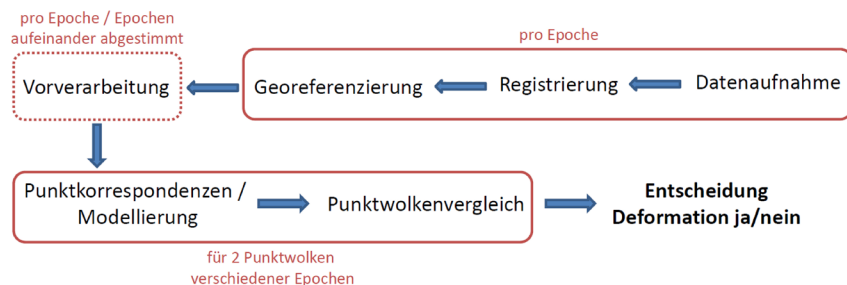 pro Epoche / Epochen
aufeinander abgestimmt
pro Epoche
Vorverarbeitung
Georeferenzierung
Registrierung
Datenaufnahme
Punktkorrespondenzen /
Modellierung
Punktwolkenvergleich
Entscheidung
Deformation ja/nein
für 2 Punktwolken
verschiedener Epochen